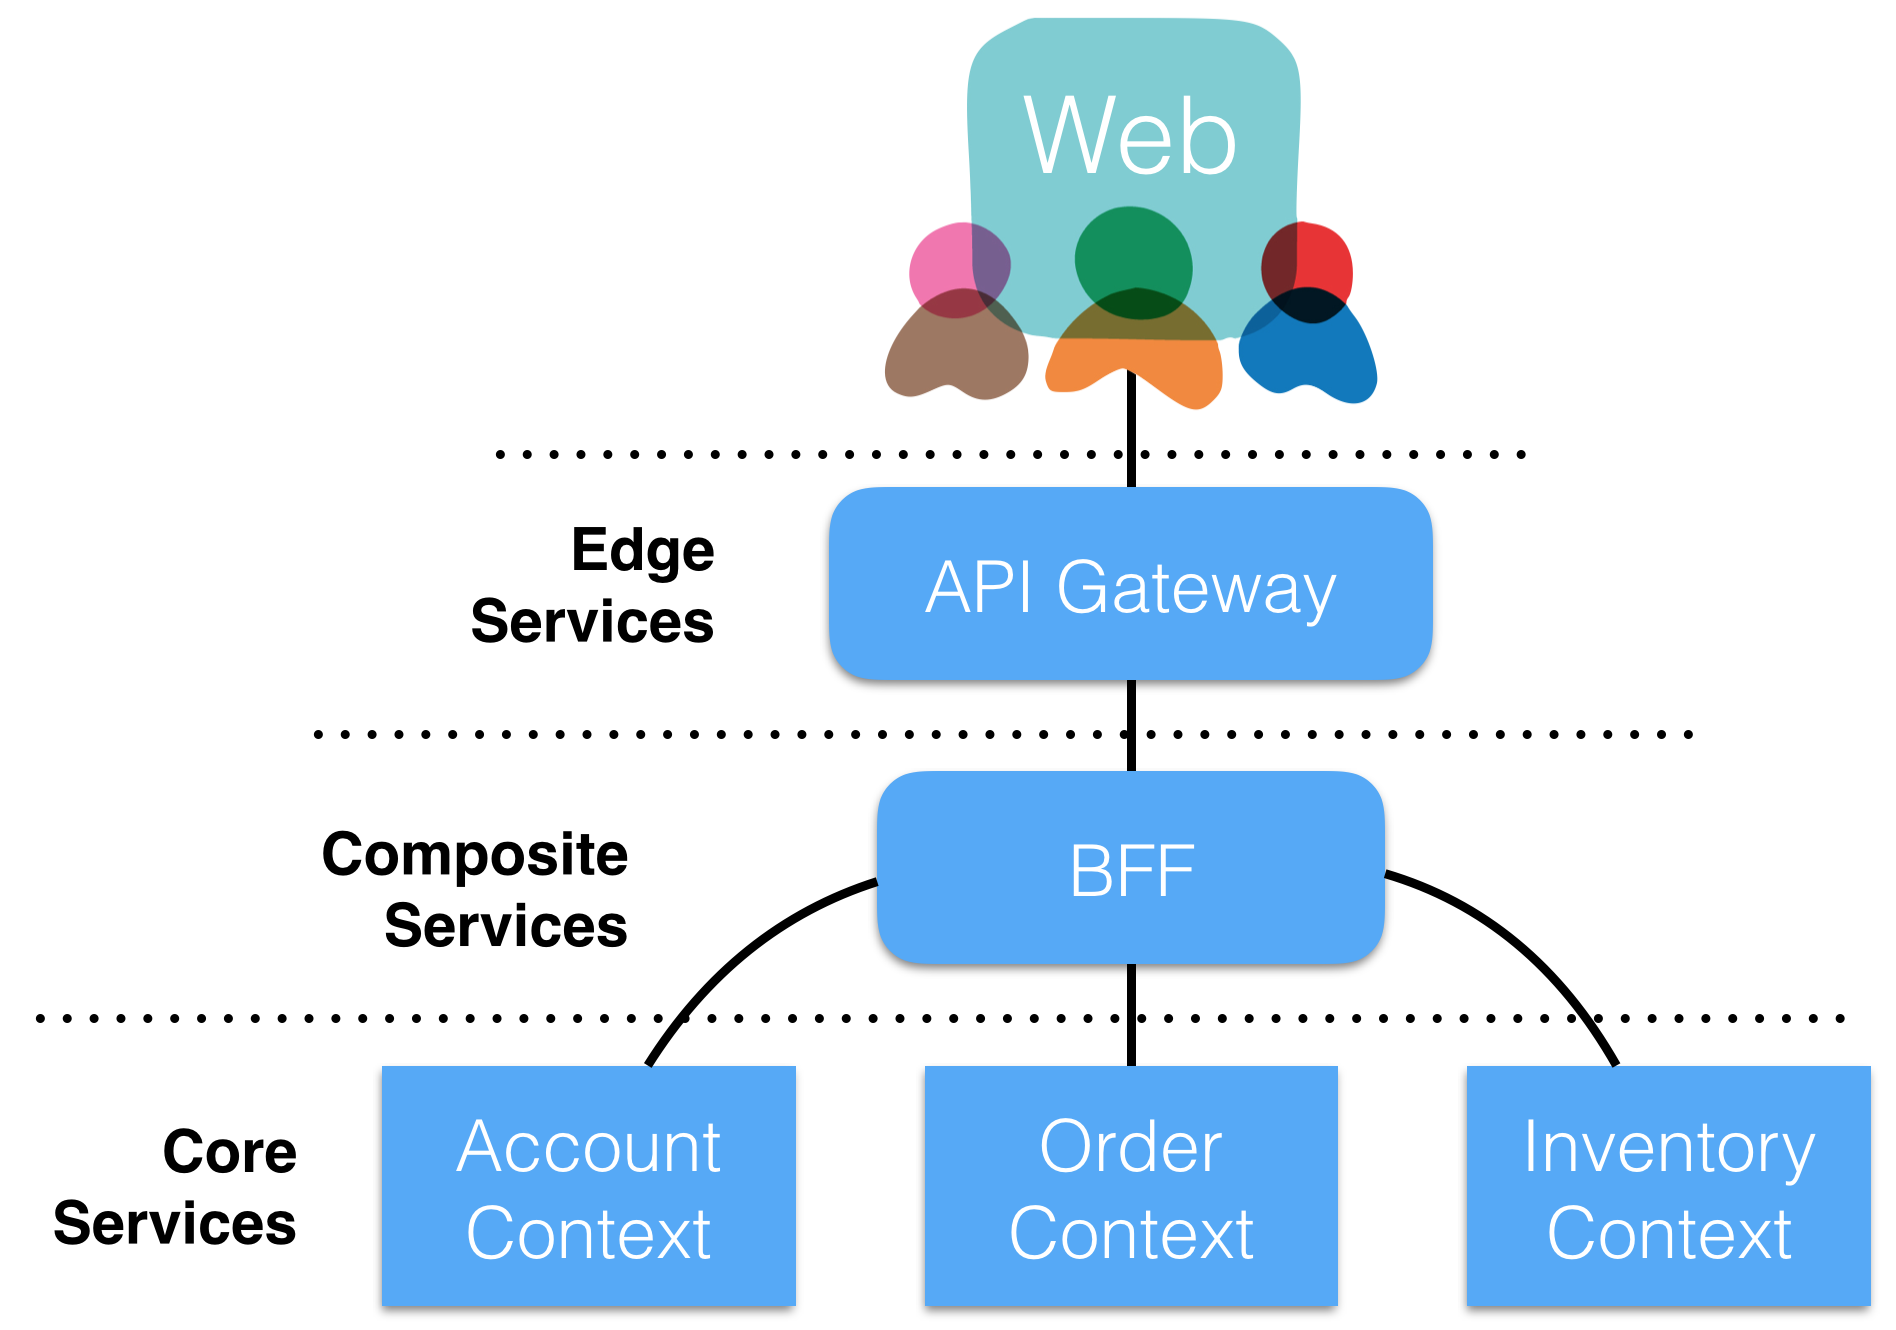 Web
Edge
Services
API Gateway
Composite
Services
BFF
Core
Services
Account
Context
Order
Context
Inventory
Context